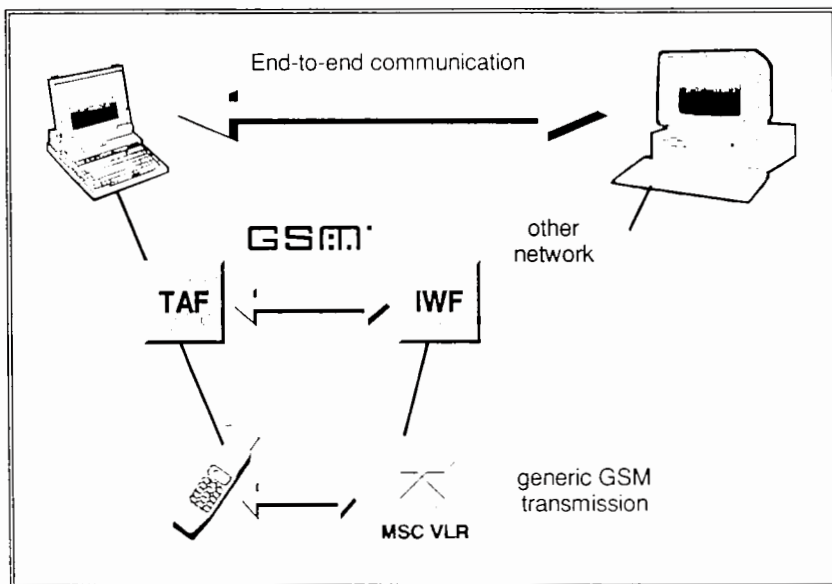 End-to-end communication
GSM
other
network
TAF
IWF
generic GSM
transmission
MSC VLR